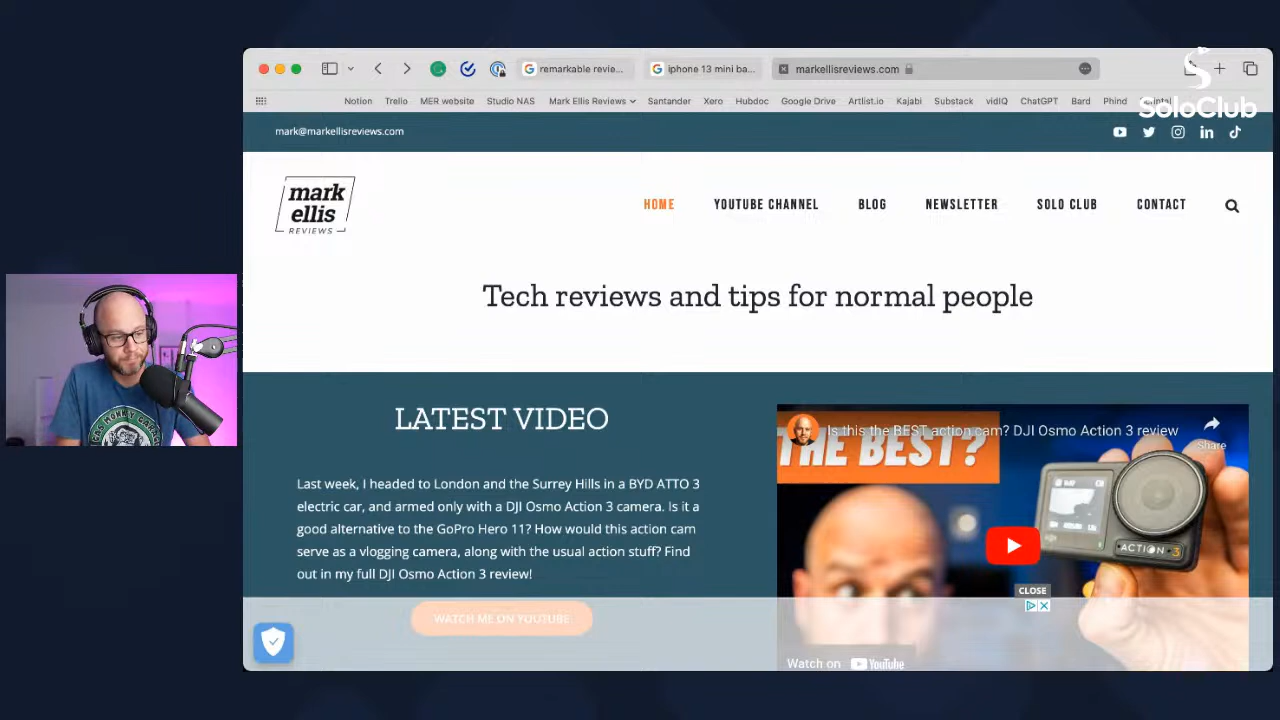 remarkable revie...
iphone 13 mini ba...
markellisreviews.com
Notion
Trello
MER website
Studio NAS
Mark Ellis Reviews
Santander
Xero
Hubdoc
Google Drive
Artlist.io
Kajabi
Substack
vidIQ
ChatGPT
Bard
Phind
SoloClub
mark@markellisreviews.com
mark
ellis
REVIEWS
HOME
YOUTUBE CHANNEL
BLOG
NEWSLETTER
SOLO CLUB
CONTACT
Tech reviews and tips for normal people
LATEST VIDEO
Last week, I headed to London and the Surrey Hills in a BYD ATTO 3
electric car, and armed only with a DJI Osmo Action 3 camera. Is it a
good alternative to the GoPro Hero 11? How would this action cam
serve as a vlogging camera, along with the usual action stuff? Find
out in my full DJI Osmo Action 3 review!
WATCH ME ON YOUTUBE
Is this the BEST action cam? DJI Osmo Action 3 review
Share
THE BEST?
ACTION 3
CLOSE
Watch on YouTube